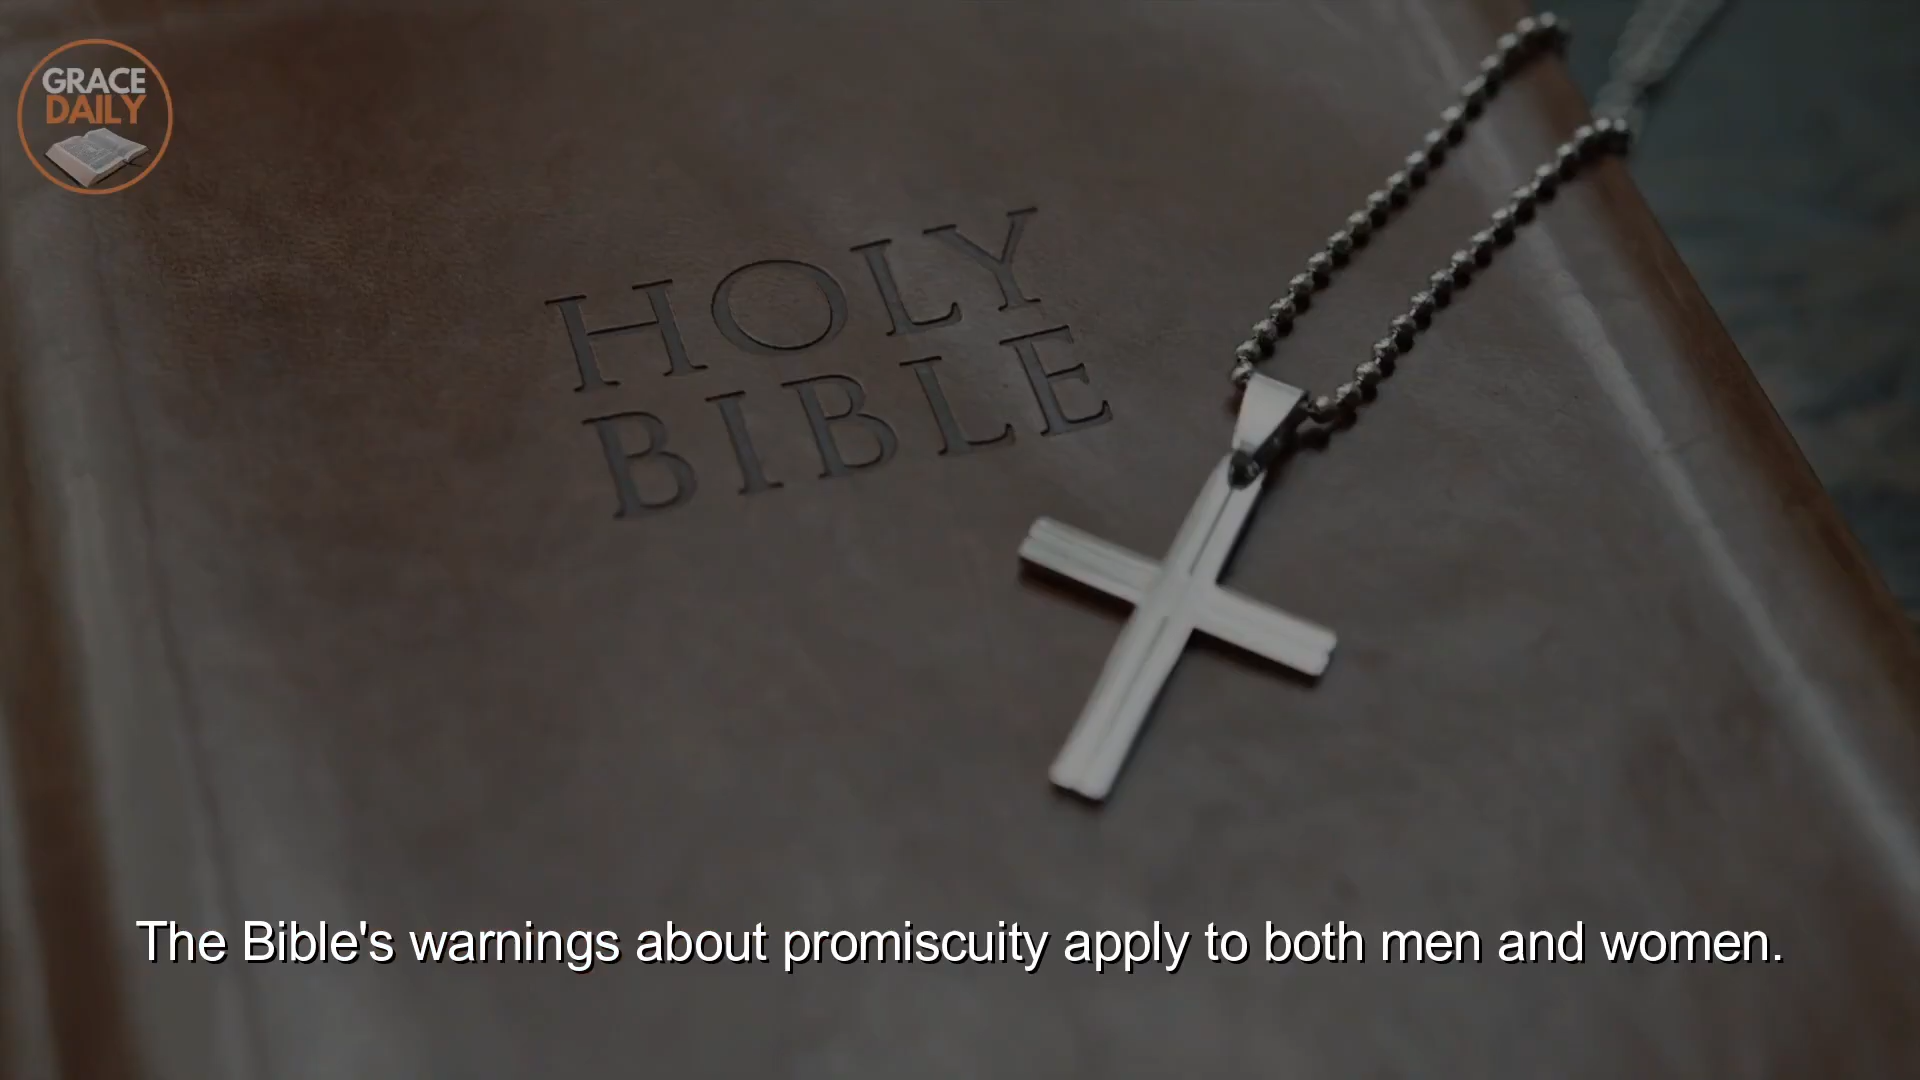 GRACE
DAILY
HOLY
BIBLE
The Bible's warnings about promiscuity apply to both men and women.